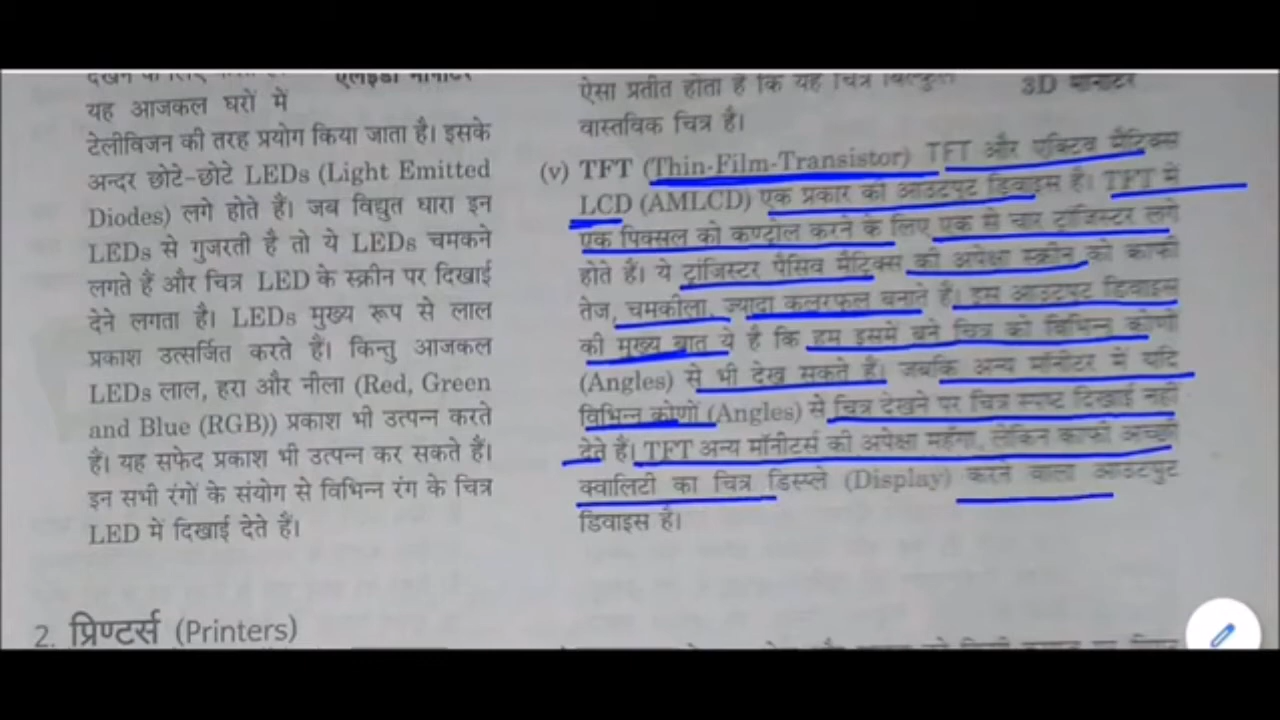 एलईडी मॉनीटर
यह आजकल घरों में
टेलीविजन की तरह प्रयोग किया जाता है। इसके
अन्दर छोटे-छोटे LEDs (Light Emitted
Diodes) लगे होते हैं। जब विद्युत धारा इन
LEDs से गुजरती है तो ये LEDs चमकने
लगते हैं और चित्र LED के स्क्रीन पर दिखाई
देने लगता है। LEDs मुख्य रूप से लाल
प्रकाश उत्सर्जित करते हैं। किन्तु आजकल
LEDs लाल, हरा और नीला (Red, Green
and Blue (RGB)) प्रकाश भी उत्पन्न करते
हैं। यह सफेद प्रकाश भी उत्पन्न कर सकते हैं।
इन सभी रंगों के संयोग से विभिन्न रंग के चित्र
LED में दिखाई देते हैं।
2. प्रिण्टर्स (Printers)
ऐसा प्रतीत होता है कि यह चित्र बिल्कुल
3D मॉनीटर
वास्तविक चित्र है।
(v) TFT (Thin-Film-Transistor) TFT और एक्टिव मैट्रिक्स
LCD (AMLCD) एक प्रकार की आउटपुट डिवाइस है। TFT में
एक पिक्सल को कण्ट्रोल करने के लिए एक से चार ट्रांजिस्टर लगे
होते हैं। ये ट्रांजिस्टर पैसिव मैट्रिक्स की अपेक्षा स्क्रीन को काफी
तेज, चमकीला, ज्यादा कलरफुल बनाते हैं। इस आउटपुट डिवाइस
की मुख्य बात ये है कि हम इसमें बने चित्र को विभिन्न कोणों
(Angles) से भी देख सकते हैं। जबकि अन्य मॉनीटर में यदि
विभिन्न कोणों (Angles) से चित्र देखने पर चित्र स्पष्ट दिखाई नहीं
देते हैं। TFT अन्य मॉनीटर्स की अपेक्षा महँगा, लेकिन काफी अच्छी
क्वालिटी का चित्र डिस्प्ले (Display) करने वाला आउटपुट
डिवाइस है।